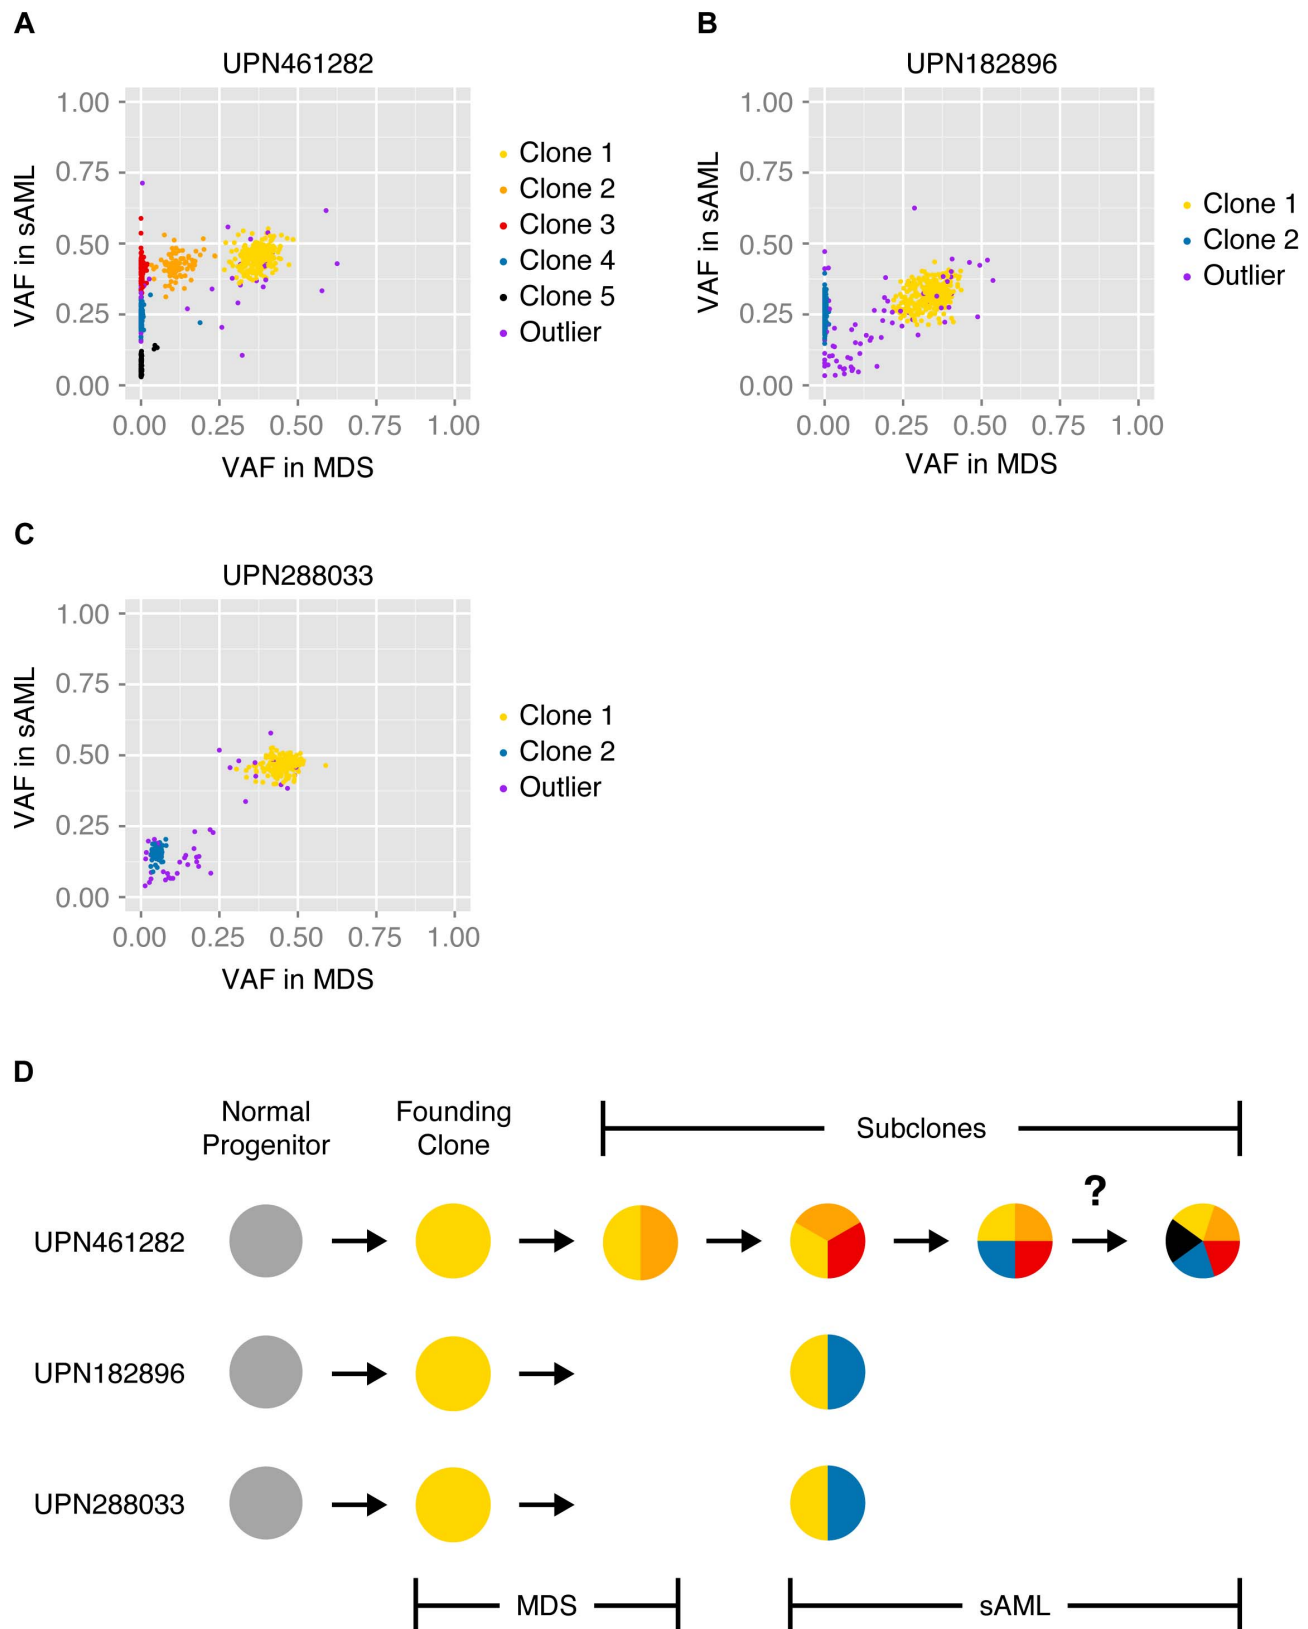 A
UPN461282
1.00
0.75
0.50
0.25
0.00
VAF in sAML
0.00 0.25 0.50 0.75 1.00
VAF in MDS
Clone 1
Clone 2
Clone 3
Clone 4
Clone 5
Outlier
B
UPN182896
1.00
0.75
0.50
0.25
0.00
VAF in sAML
0.00 0.25 0.50 0.75 1.00
VAF in MDS
Clone 1
Clone 2
Outlier
C
UPN288033
1.00
0.75
0.50
0.25
0.00
VAF in sAML
0.00 0.25 0.50 0.75 1.00
VAF in MDS
Clone 1
Clone 2
Outlier
D
Normal
Progenitor
Founding
Clone
Subclones
?
UPN461282
UPN182896
UPN288033
MDS
sAML